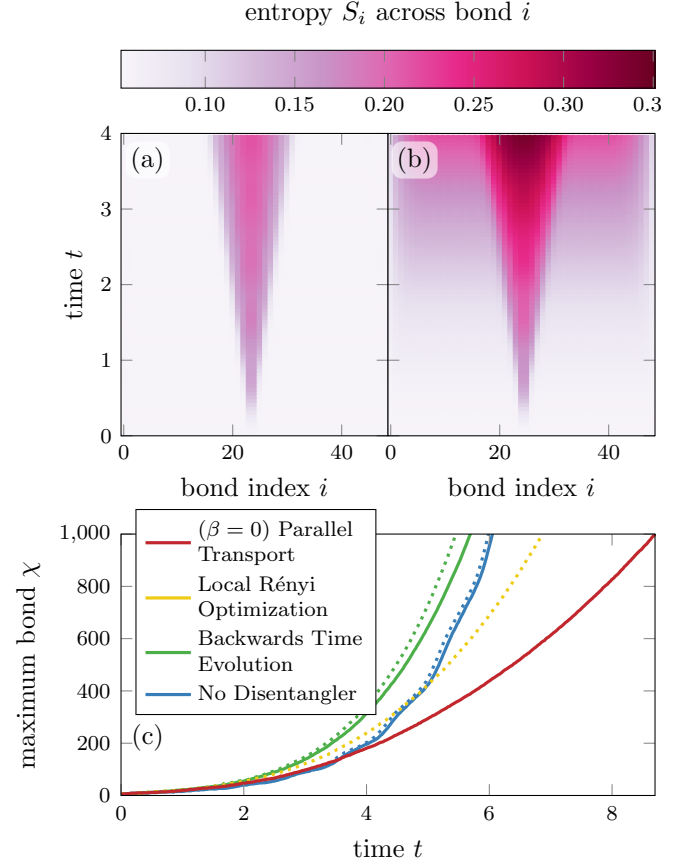 entropy S_i across bond i
0.10 0.15 0.20 0.25 0.30 0.3
4
3
2
1
0
time t
(a)
(b)
0 20 40
0 20 40
bond index i
bond index i
1,000
800
600
400
200
0
maximum bond χ
(β = 0) Parallel
Transport
Local Rényi
Optimization
Backwards Time
Evolution
No Disentangler
(c)
0 2 4 6 8
time t